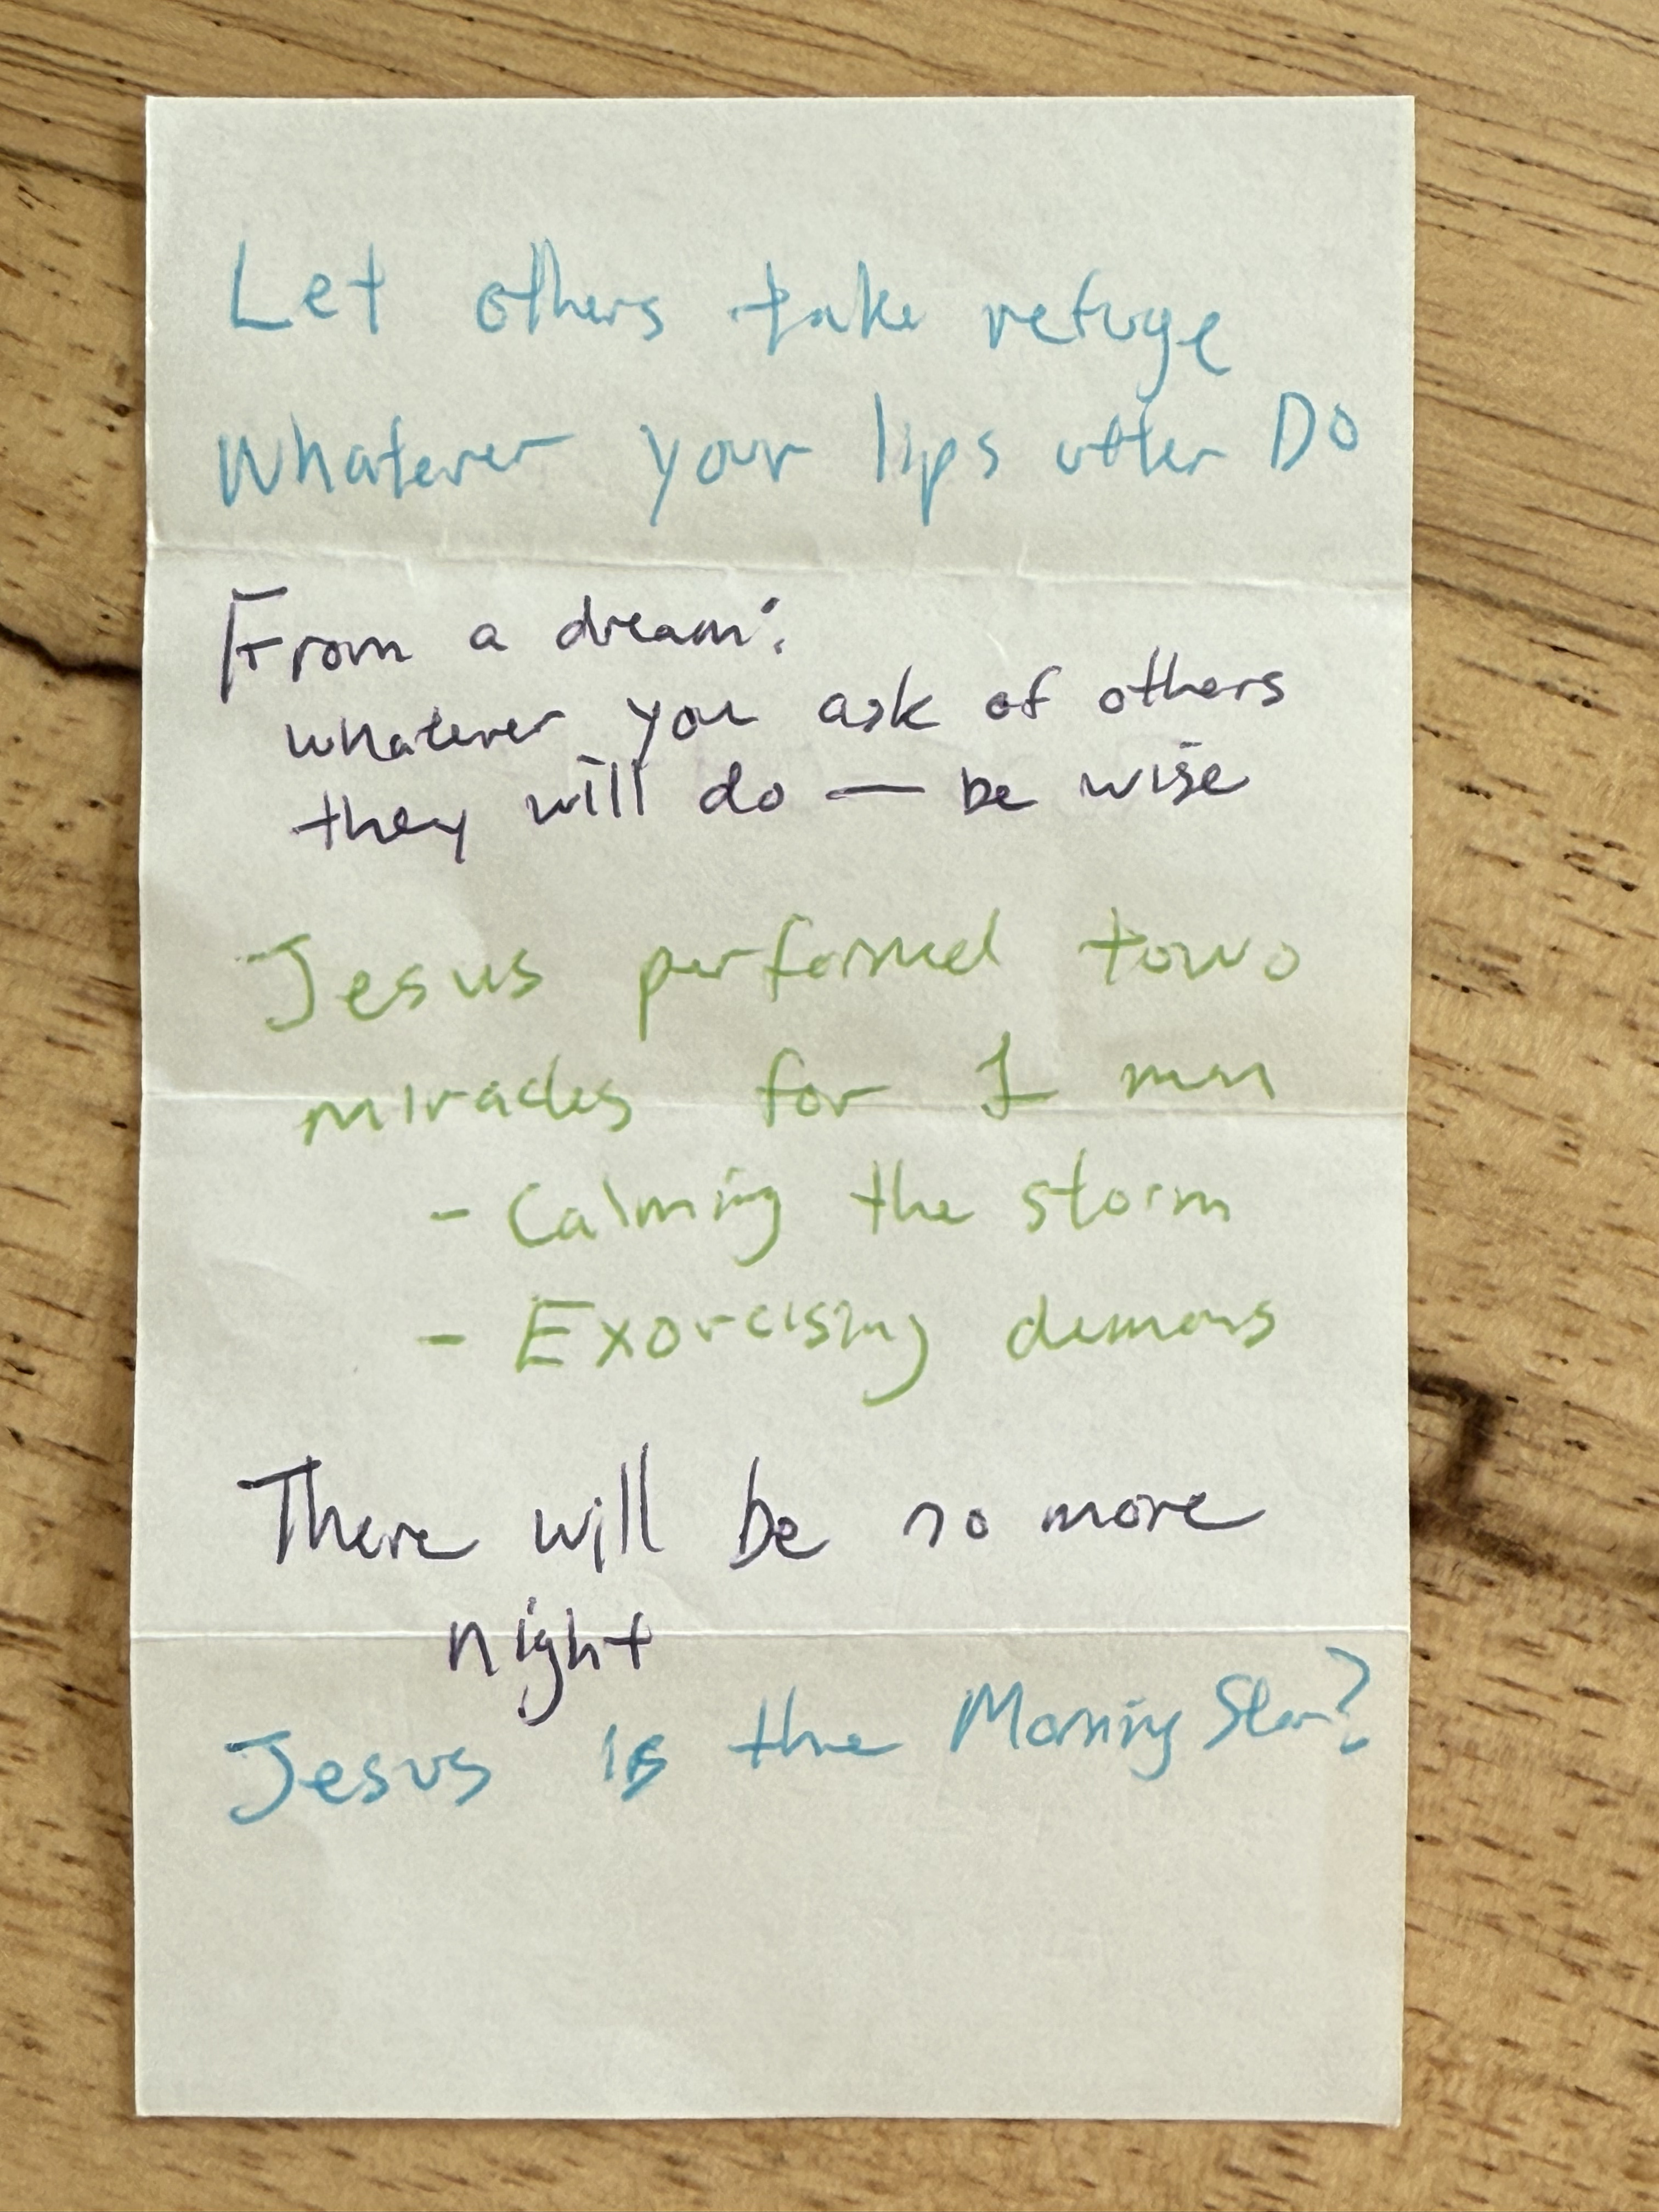 Let others take refuge
Whatever your lips utter DO
From a dream:
whatever you ask of others
they will do — be wise
Jesus performed towo
miracles for 1 man
- Calming the storm
- Exorcising demons
There will be no more
night
Jesus is the Morning Star?